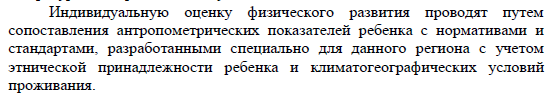 Индивидуальную оценку физического развития проводят путем
сопоставления антропометрических показателей ребенка с нормативами и
стандартами, разработанными специально для данного региона с учетом
этнической принадлежности ребенка и климатогеографических условий
проживания.